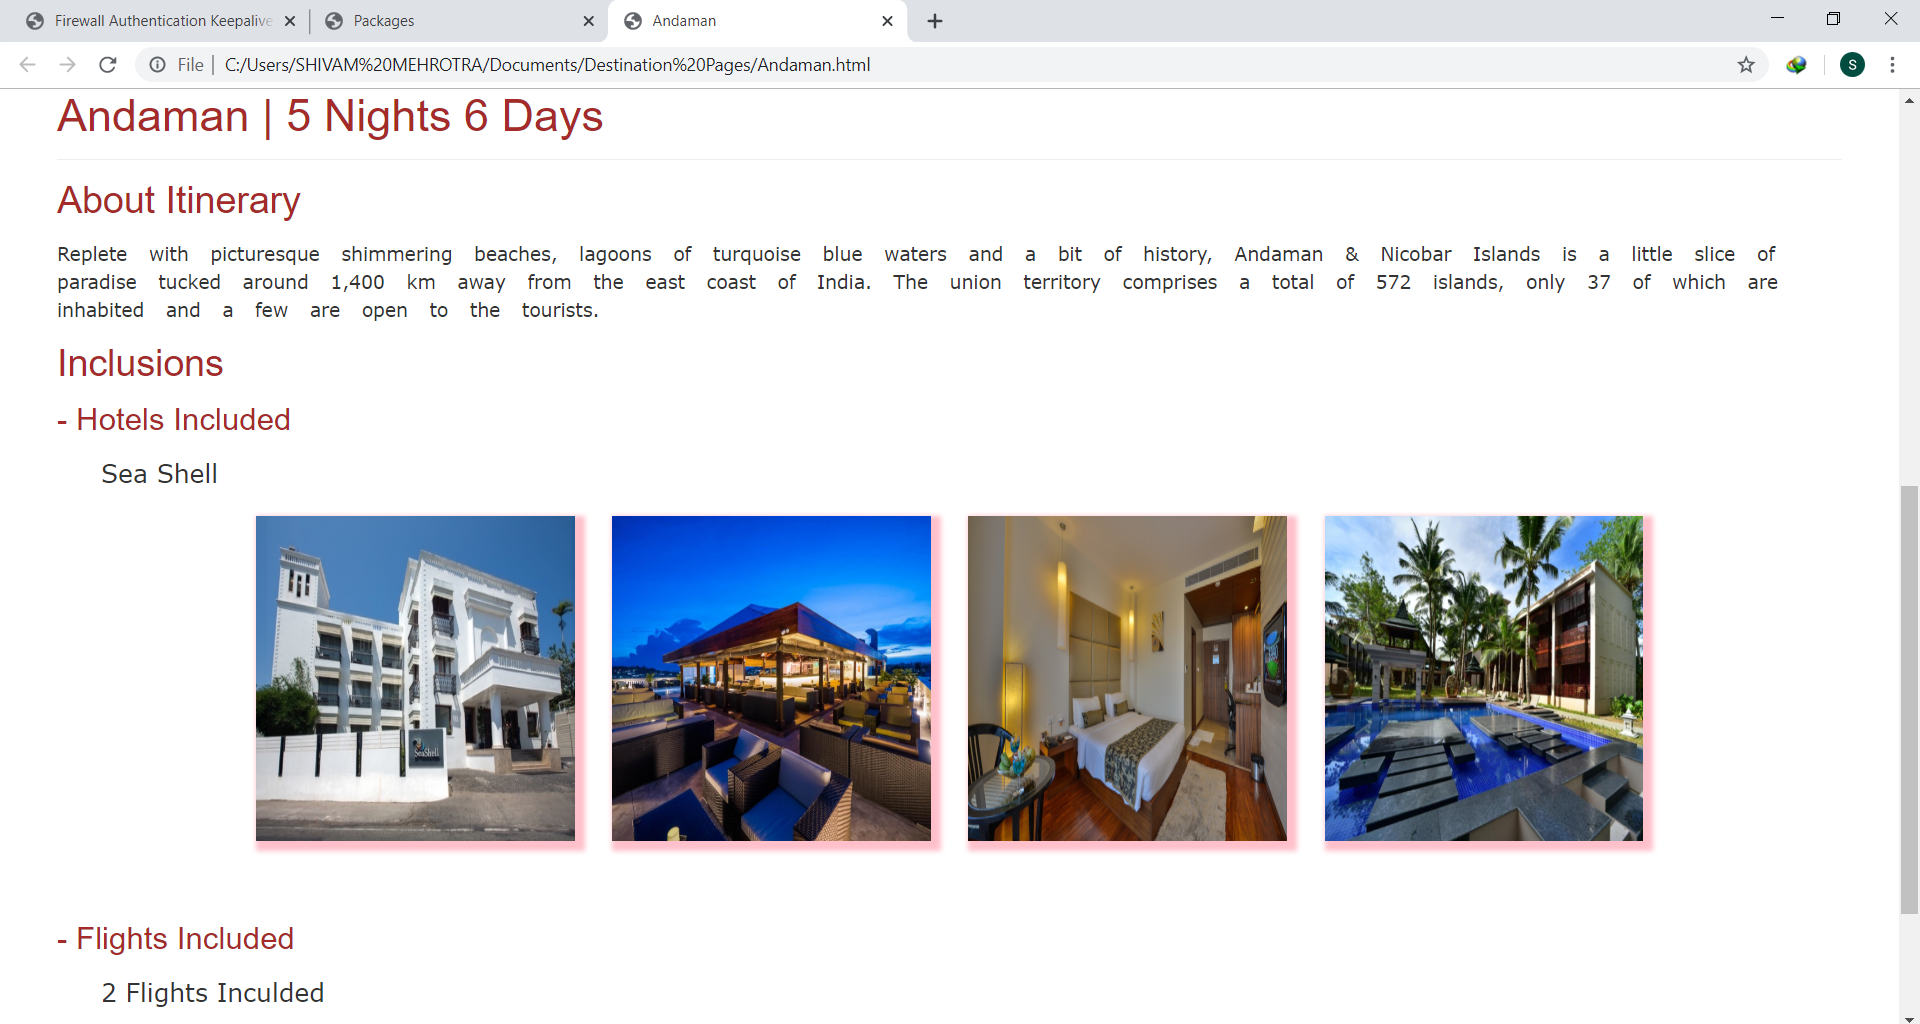 Firewall Authentication Keepalive
Packages
Andaman
File
C:/Users/SHIVAM%20MEHROTRA/Documents/Destination%20Pages/Andaman.html
S
Andaman | 5 Nights 6 Days
About Itinerary
Replete with picturesque shimmering beaches, lagoons of turquoise blue waters and a bit of history, Andaman & Nicobar Islands is a little slice of
paradise tucked around 1,400 km away from the east coast of India. The union territory comprises a total of 572 islands, only 37 of which are
inhabited and a few are open to the tourists.
Inclusions
- Hotels Included
Sea Shell
SeaShell
- Flights Included
2 Flights Inculded